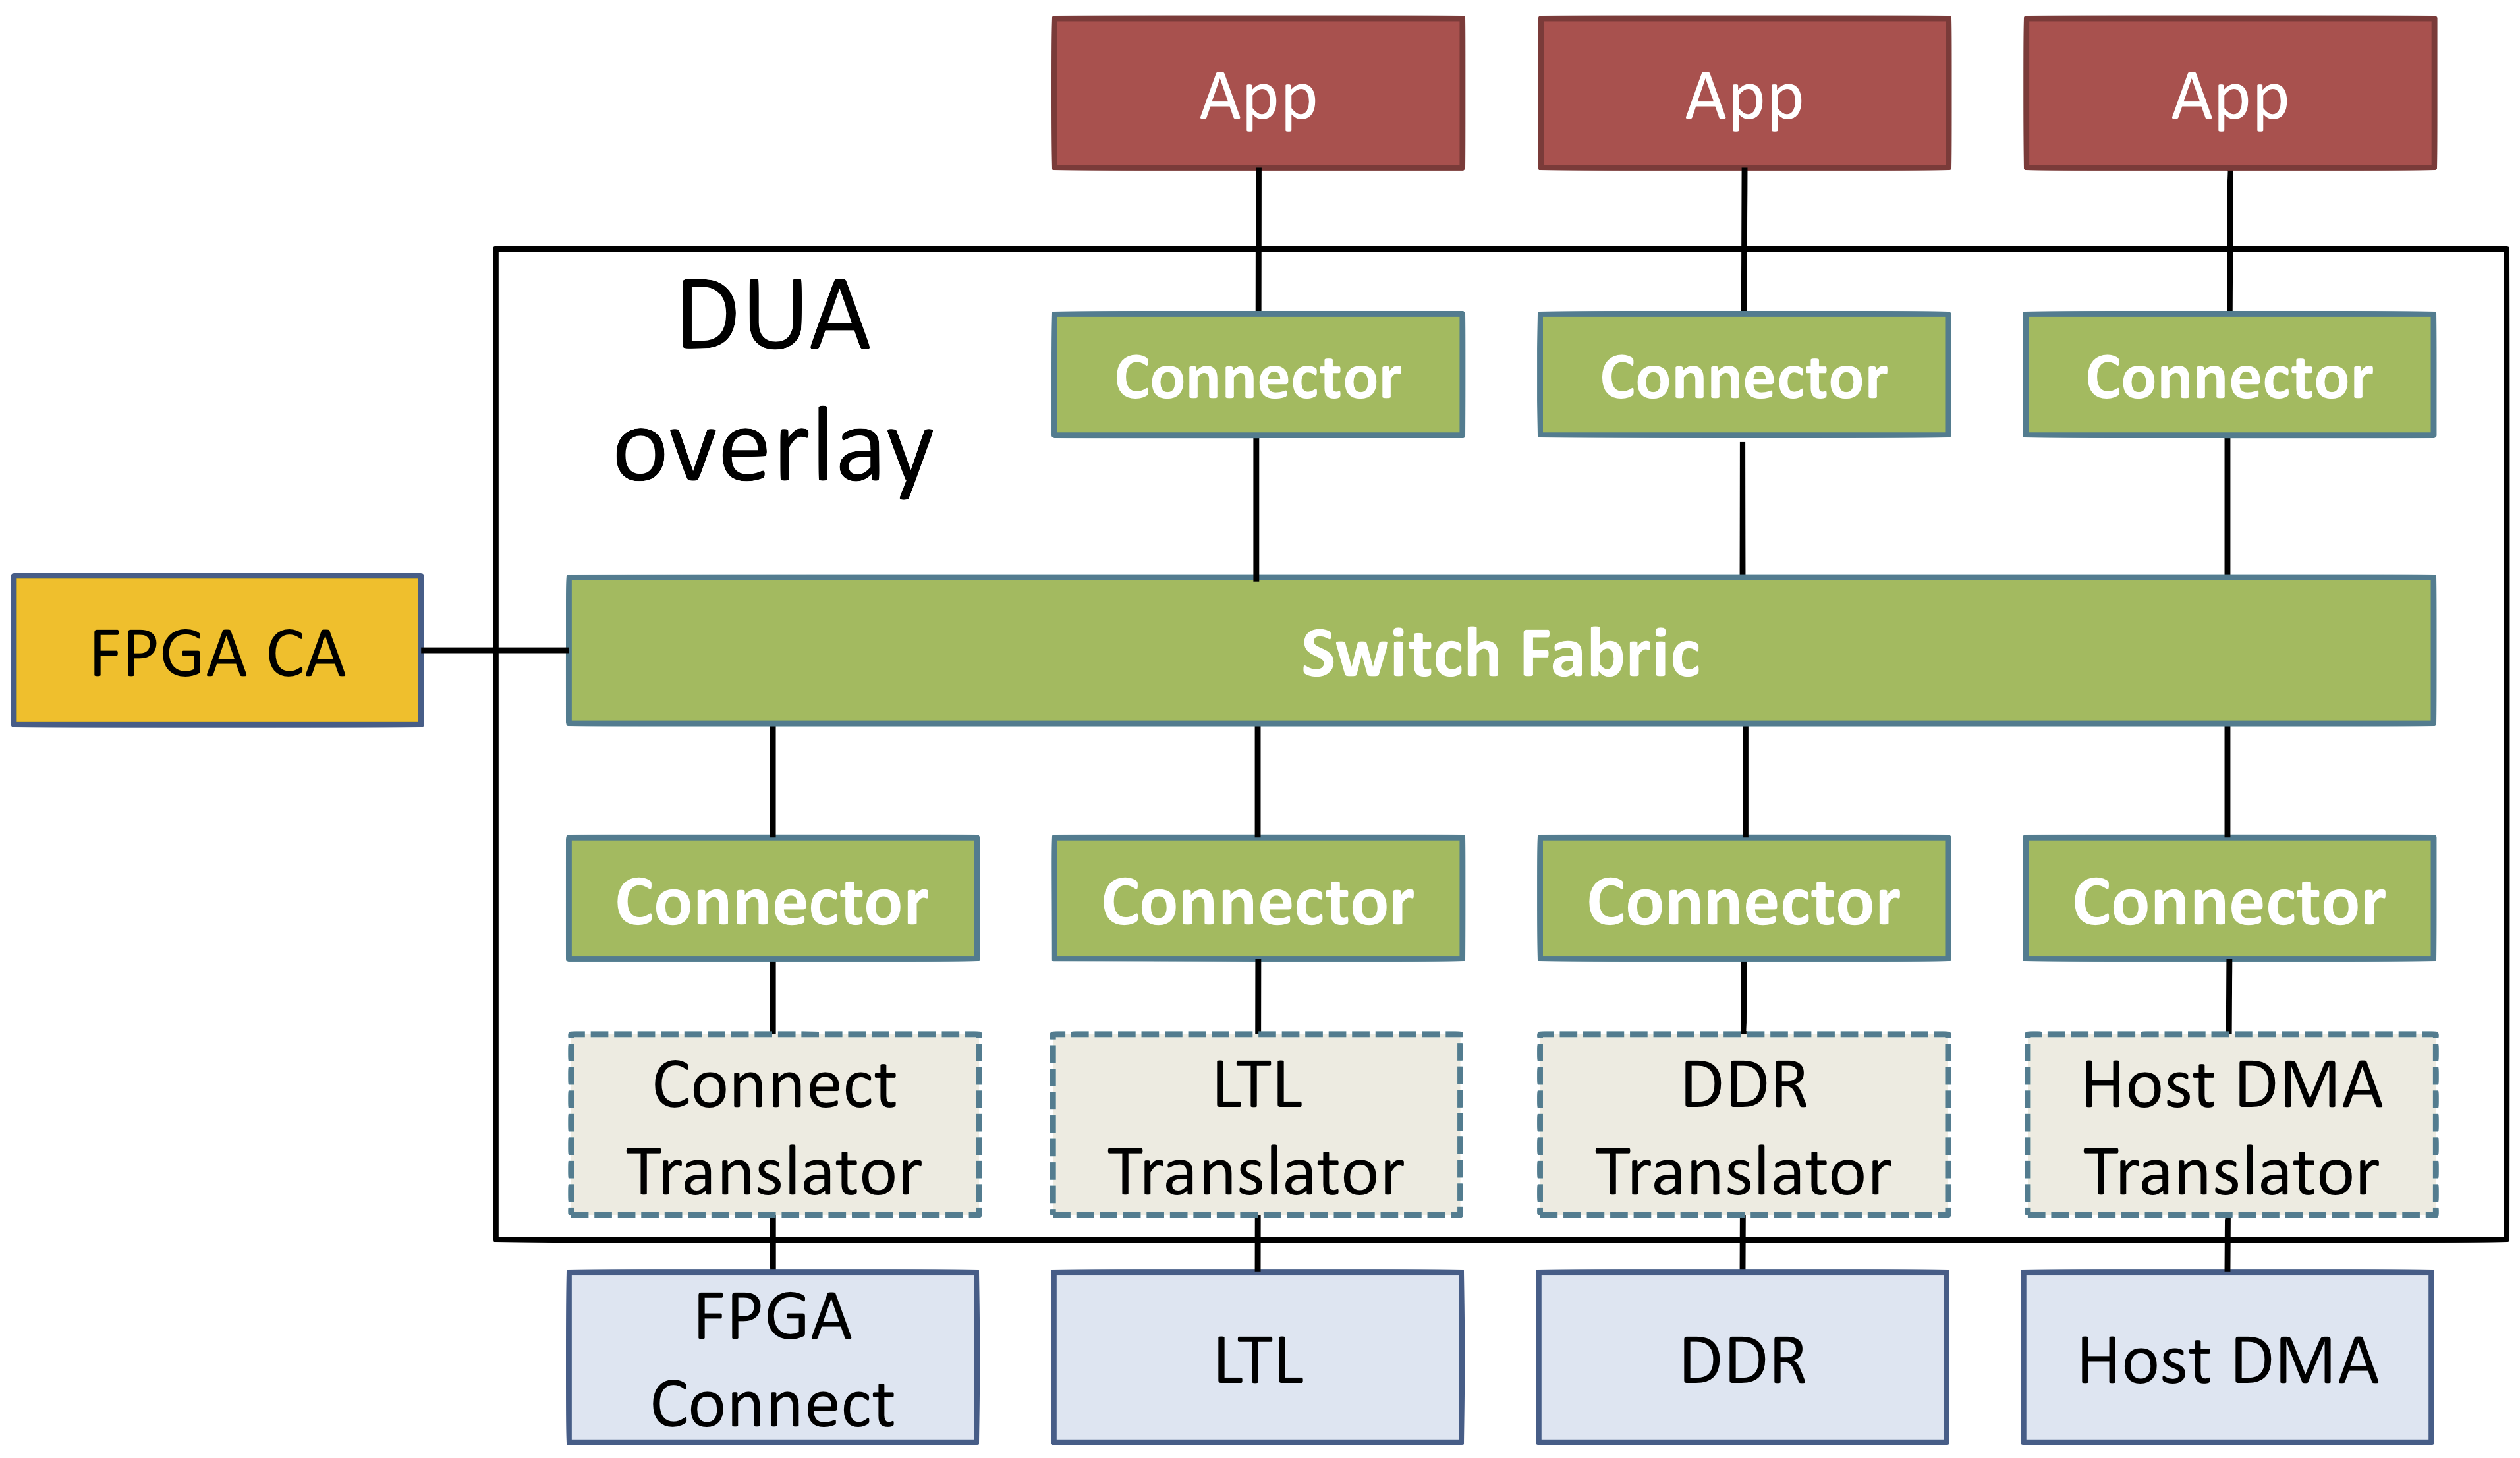 App
App
App
DUA
overlay
Connector
Connector
Connector
FPGA CA
Switch Fabric
Connector
Connector
Connector
Connector
Connect
Translator
LTL
Translator
DDR
Translator
Host DMA
Translator
FPGA
Connect
LTL
DDR
Host DMA